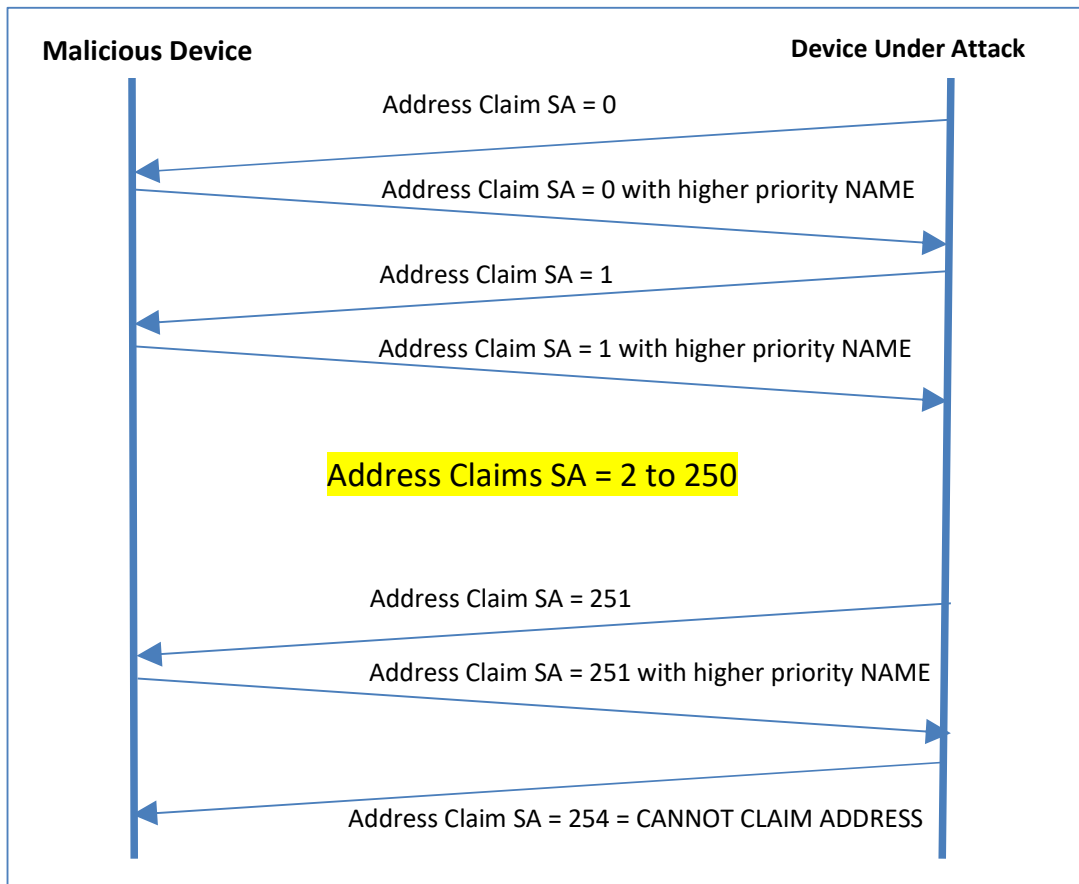 Malicious Device
Device Under Attack
Address Claim SA = 0
Address Claim SA = 0 with higher priority NAME
Address Claim SA = 1
Address Claim SA = 1 with higher priority NAME
Address Claims SA = 2 to 250
Address Claim SA = 251
Address Claim SA = 251 with higher priority NAME
Address Claim SA = 254 = CANNOT CLAIM ADDRESS